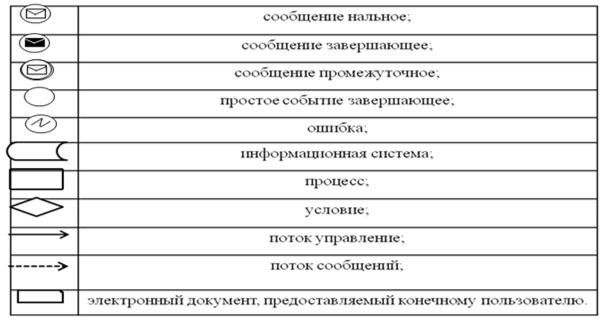 сообщение нальное;
сообщение завершающее;
сообщение промежуточное;
простое событие завершающее;
ошибка;
информационная система;
процесс;
условие;
поток управление;
поток сообщений;
электронный документ, предоставляемый конечному пользователю.